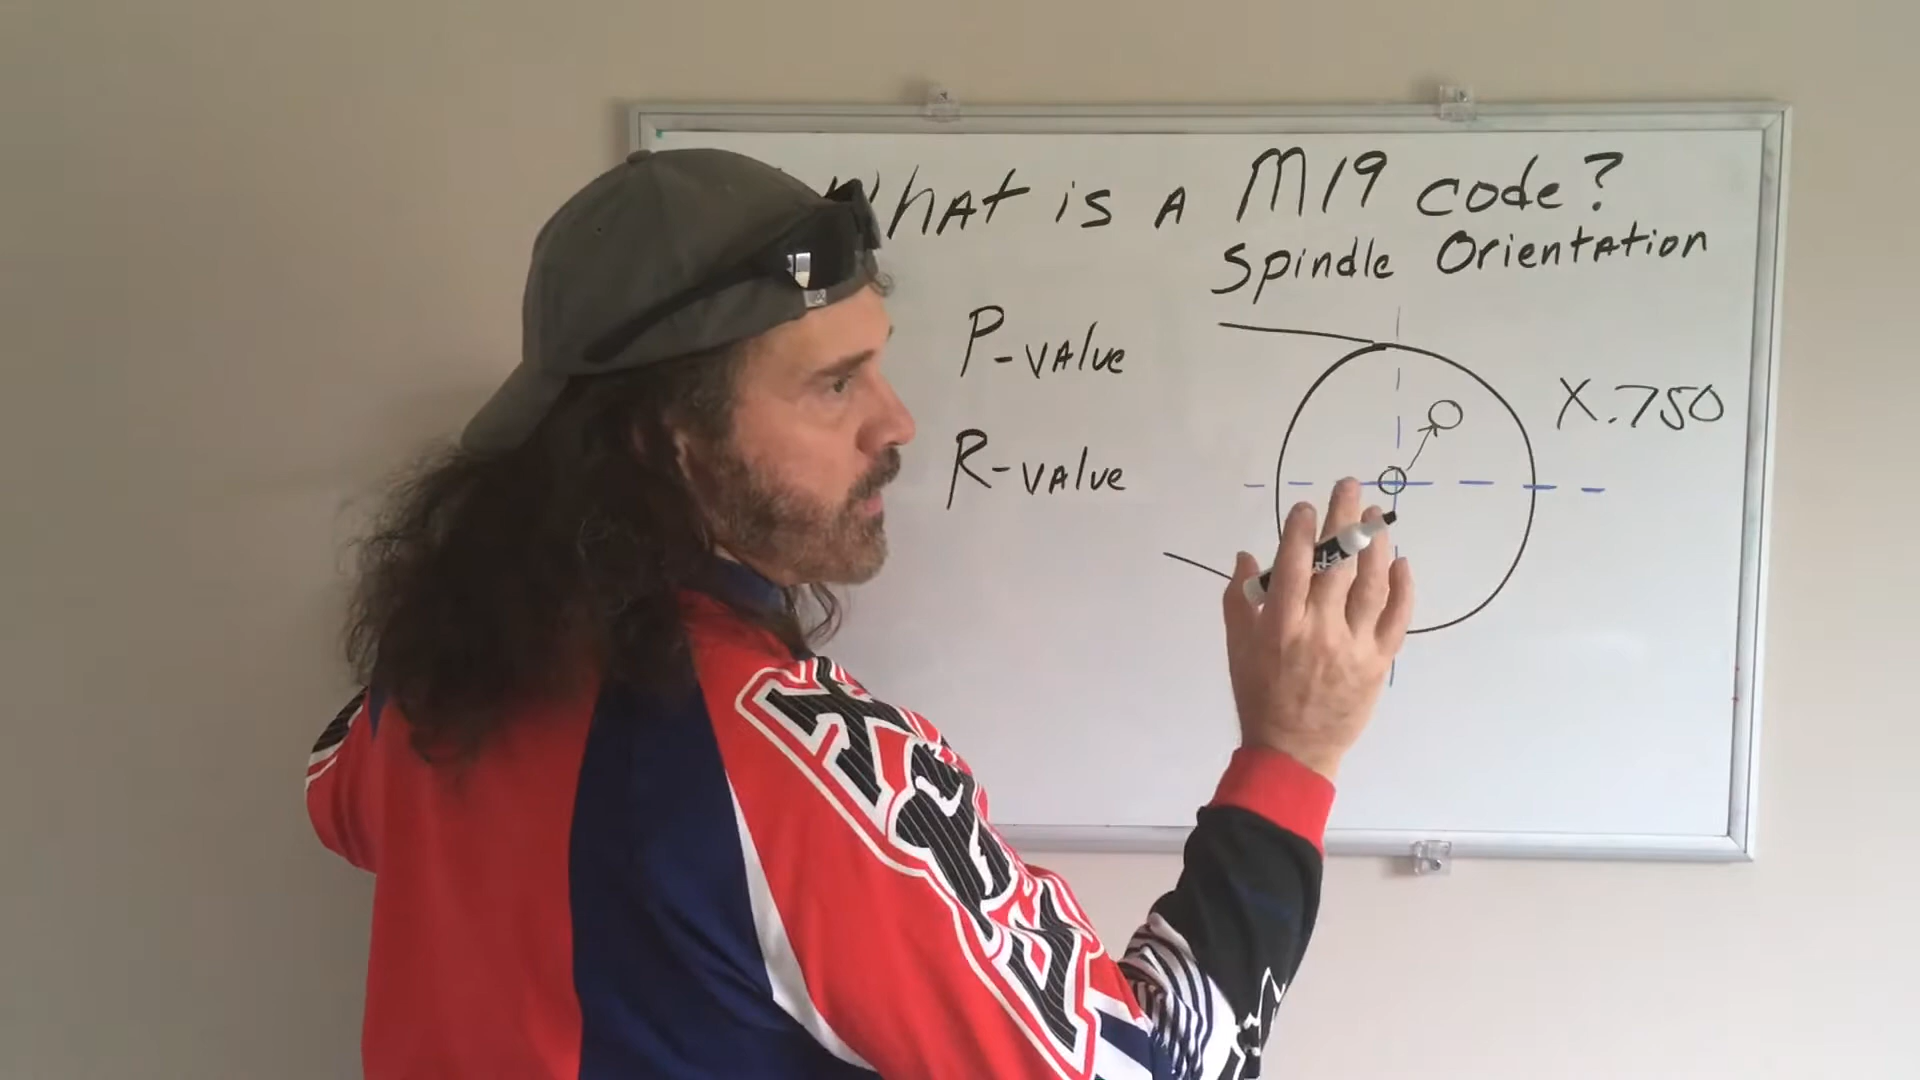 What is a M19 code?
Spindle Orientation
P-value
R-value
X.750